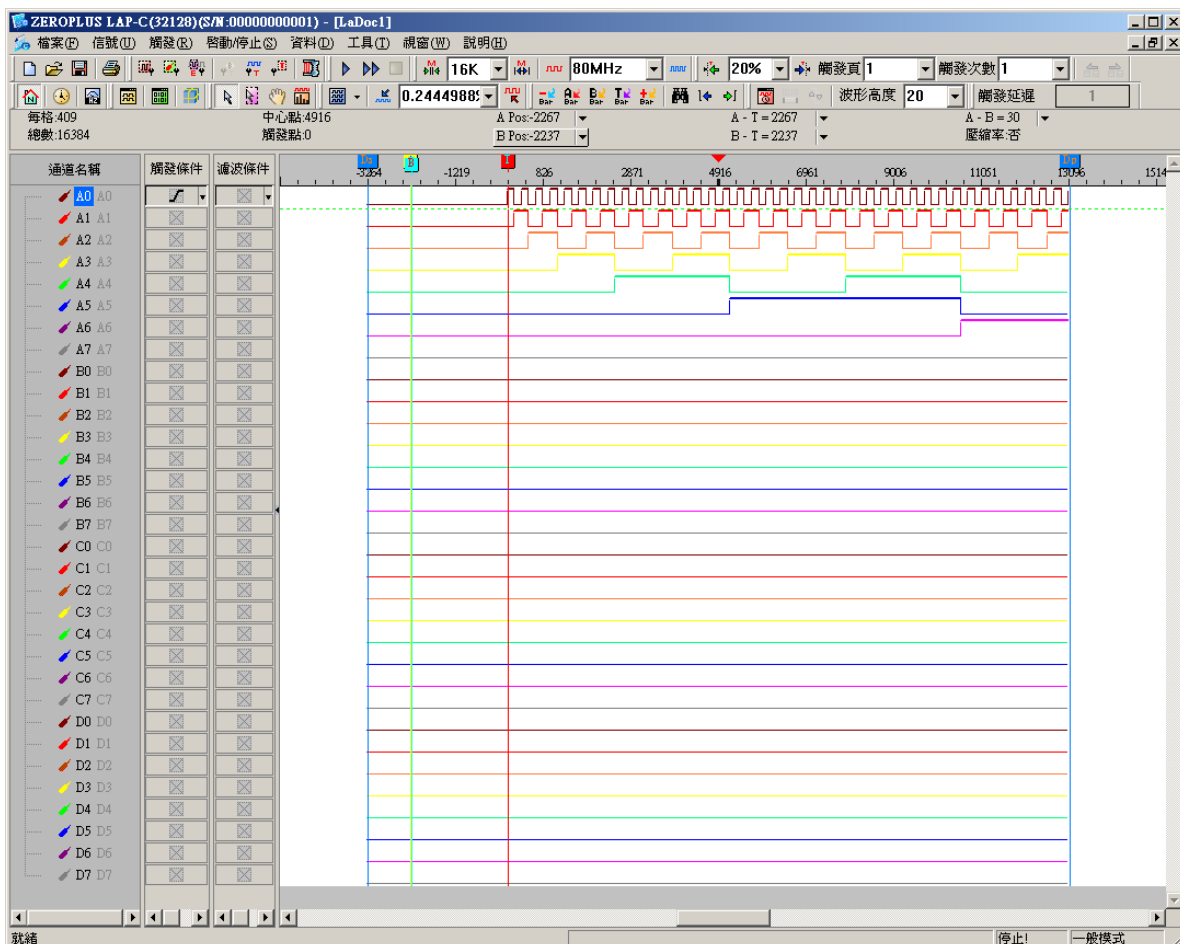 ZEROPLUS LAP-C(32128)(S/N:00000000001) - [LaDoc1]
檔案(F) 信號(U) 觸發(R) 啓動/停止(S) 資料(D) 工具(T) 視窗(W) 說明(H)
16K 80MHz 20% 觸發頁 1 觸發次數 1
0.2444988 Bar Bar Bar Bar Bar 波形高度 20 觸發延遲 1
每格:409 中心點:4916 A Pos:-2267 A - T = 2267 A - B = 30
總數:16384 觸發點:0 B Pos:-2237 B - T = 2237 壓縮率:否
通道名稱 觸發條件 濾波條件
Ds B T Dp
-3264 -1219 826 2871 4916 6961 9006 11051 13096 1514
A0 A0
A1 A1
A2 A2
A3 A3
A4 A4
A5 A5
A6 A6
A7 A7
B0 B0
B1 B1
B2 B2
B3 B3
B4 B4
B5 B5
B6 B6
B7 B7
C0 C0
C1 C1
C2 C2
C3 C3
C4 C4
C5 C5
C6 C6
C7 C7
D0 D0
D1 D1
D2 D2
D3 D3
D4 D4
D5 D5
D6 D6
D7 D7
就緒 停止! 一般模式